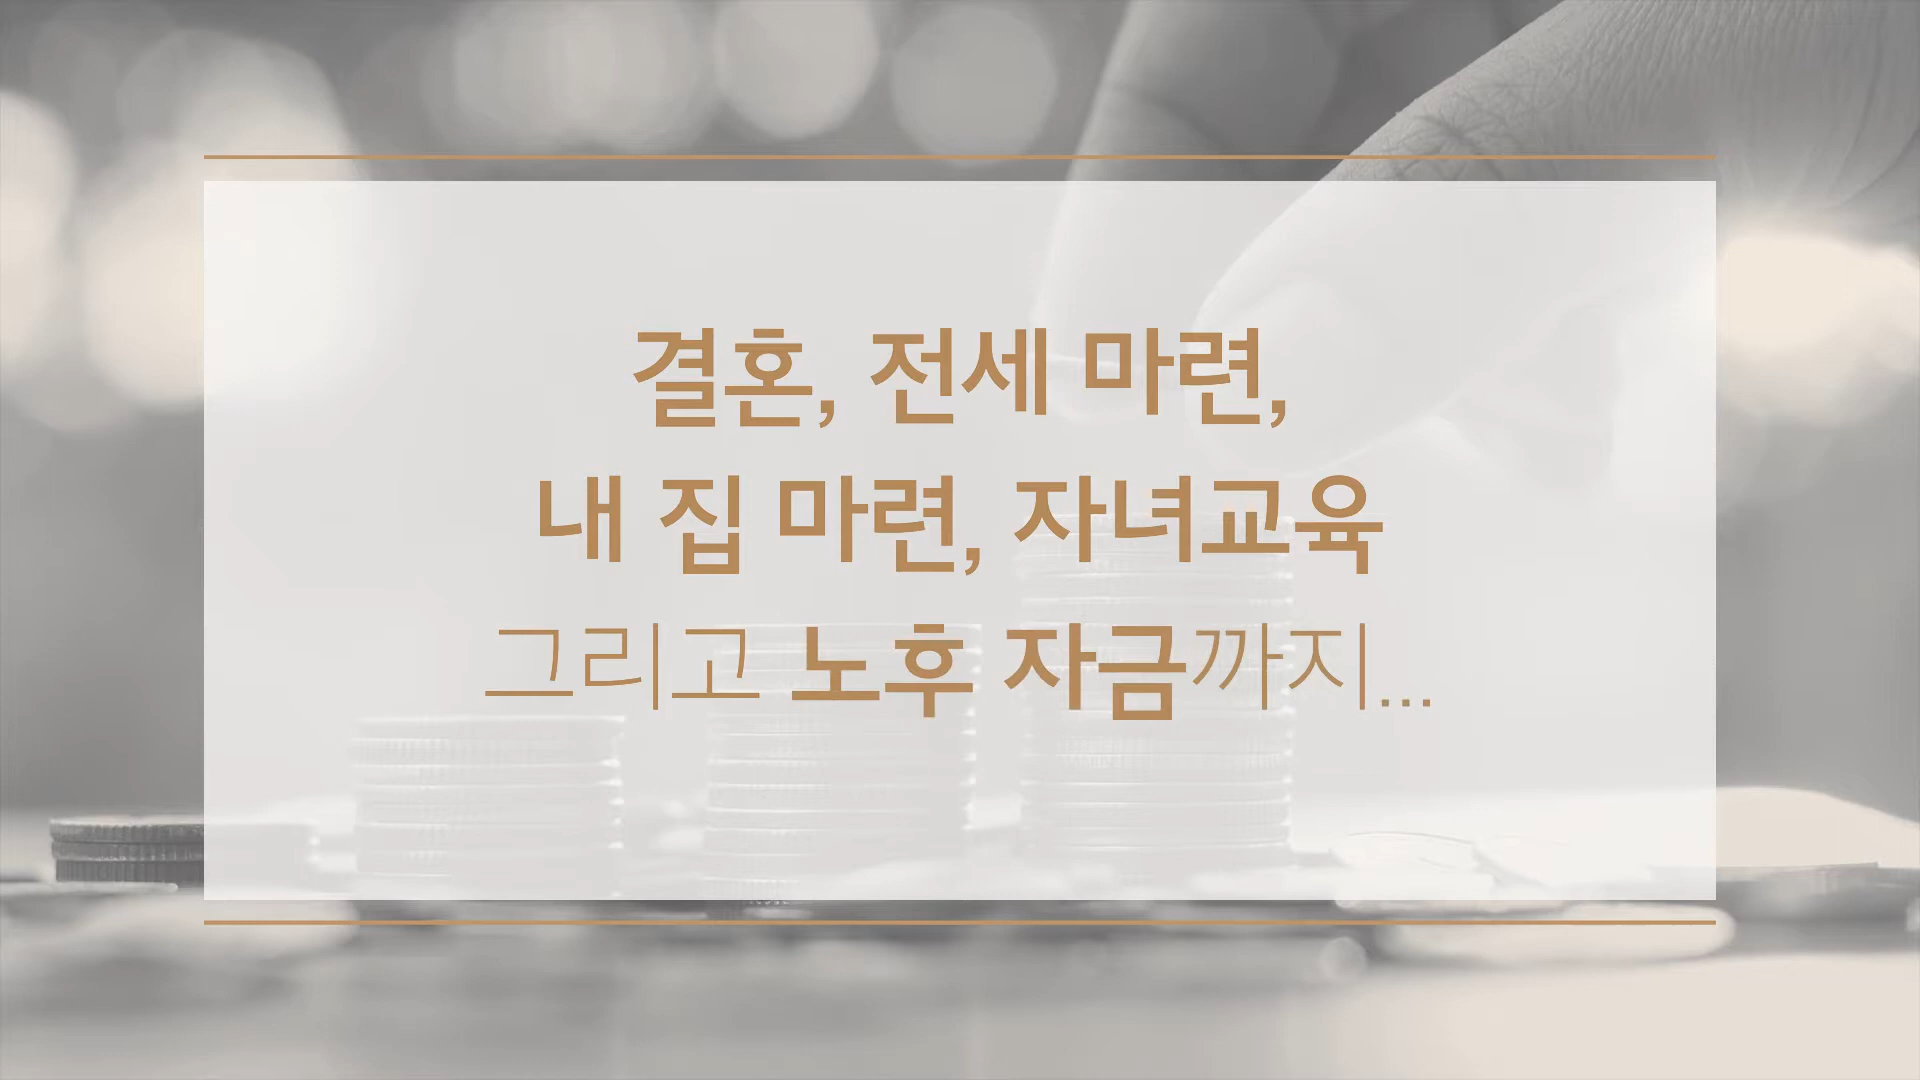 결혼, 전세 마련,
내 집 마련, 자녀교육
그리고 노후 자금까지...